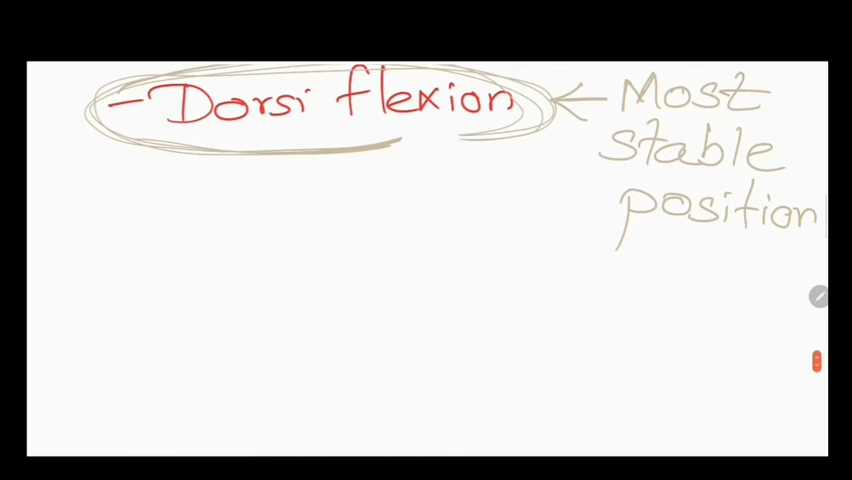 - Dorsi flexion ← Most
stable
position